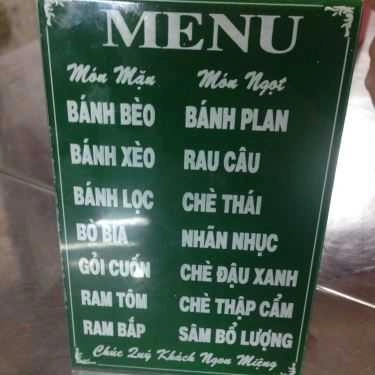 MENU
Món Mặn
BÁNH BÈO
BÁNH XÈO
BÁNH LỌC
BÒ BIA
GỎI CUỐN
RAM TÔM
RAM BẮP
Món Ngọt
BÁNH PLAN
RAU CÂU
CHÈ THÁI
NHÃN NHỤC
CHÈ ĐẬU XANH
CHÈ THẬP CẨM
SÂM BỔ LƯỢNG
Chúc Quý Khách Ngon Miệng